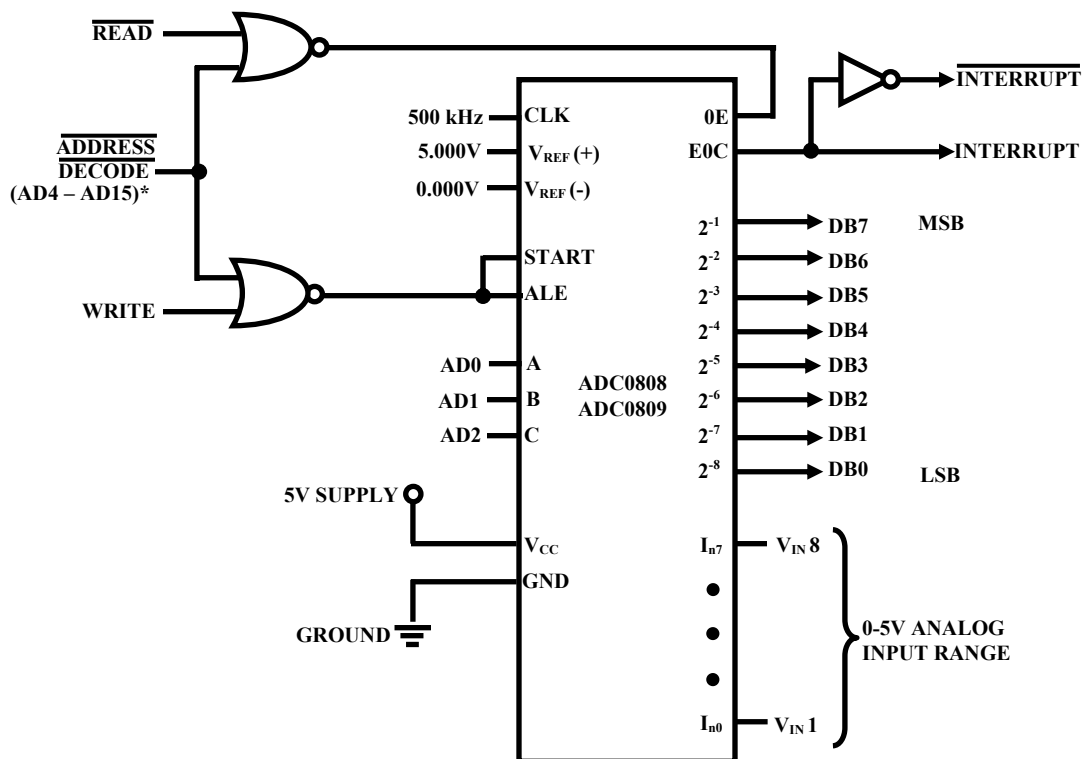 READ
ADDRESS
DECODE
(AD4 – AD15)*
WRITE
500 kHz
5.000V
0.000V
AD0
AD1
AD2
5V SUPPLY
GROUND
CLK
VREF (+)
VREF (-)
START
ALE
A
B
C
VCC
GND
ADC0808
ADC0809
0E
E0C
2-1
2-2
2-3
2-4
2-5
2-6
2-7
2-8
In7
In0
INTERRUPT
INTERRUPT
DB7 MSB
DB6
DB5
DB4
DB3
DB2
DB1
DB0 LSB
VIN 8
VIN 1
0-5V ANALOG
INPUT RANGE